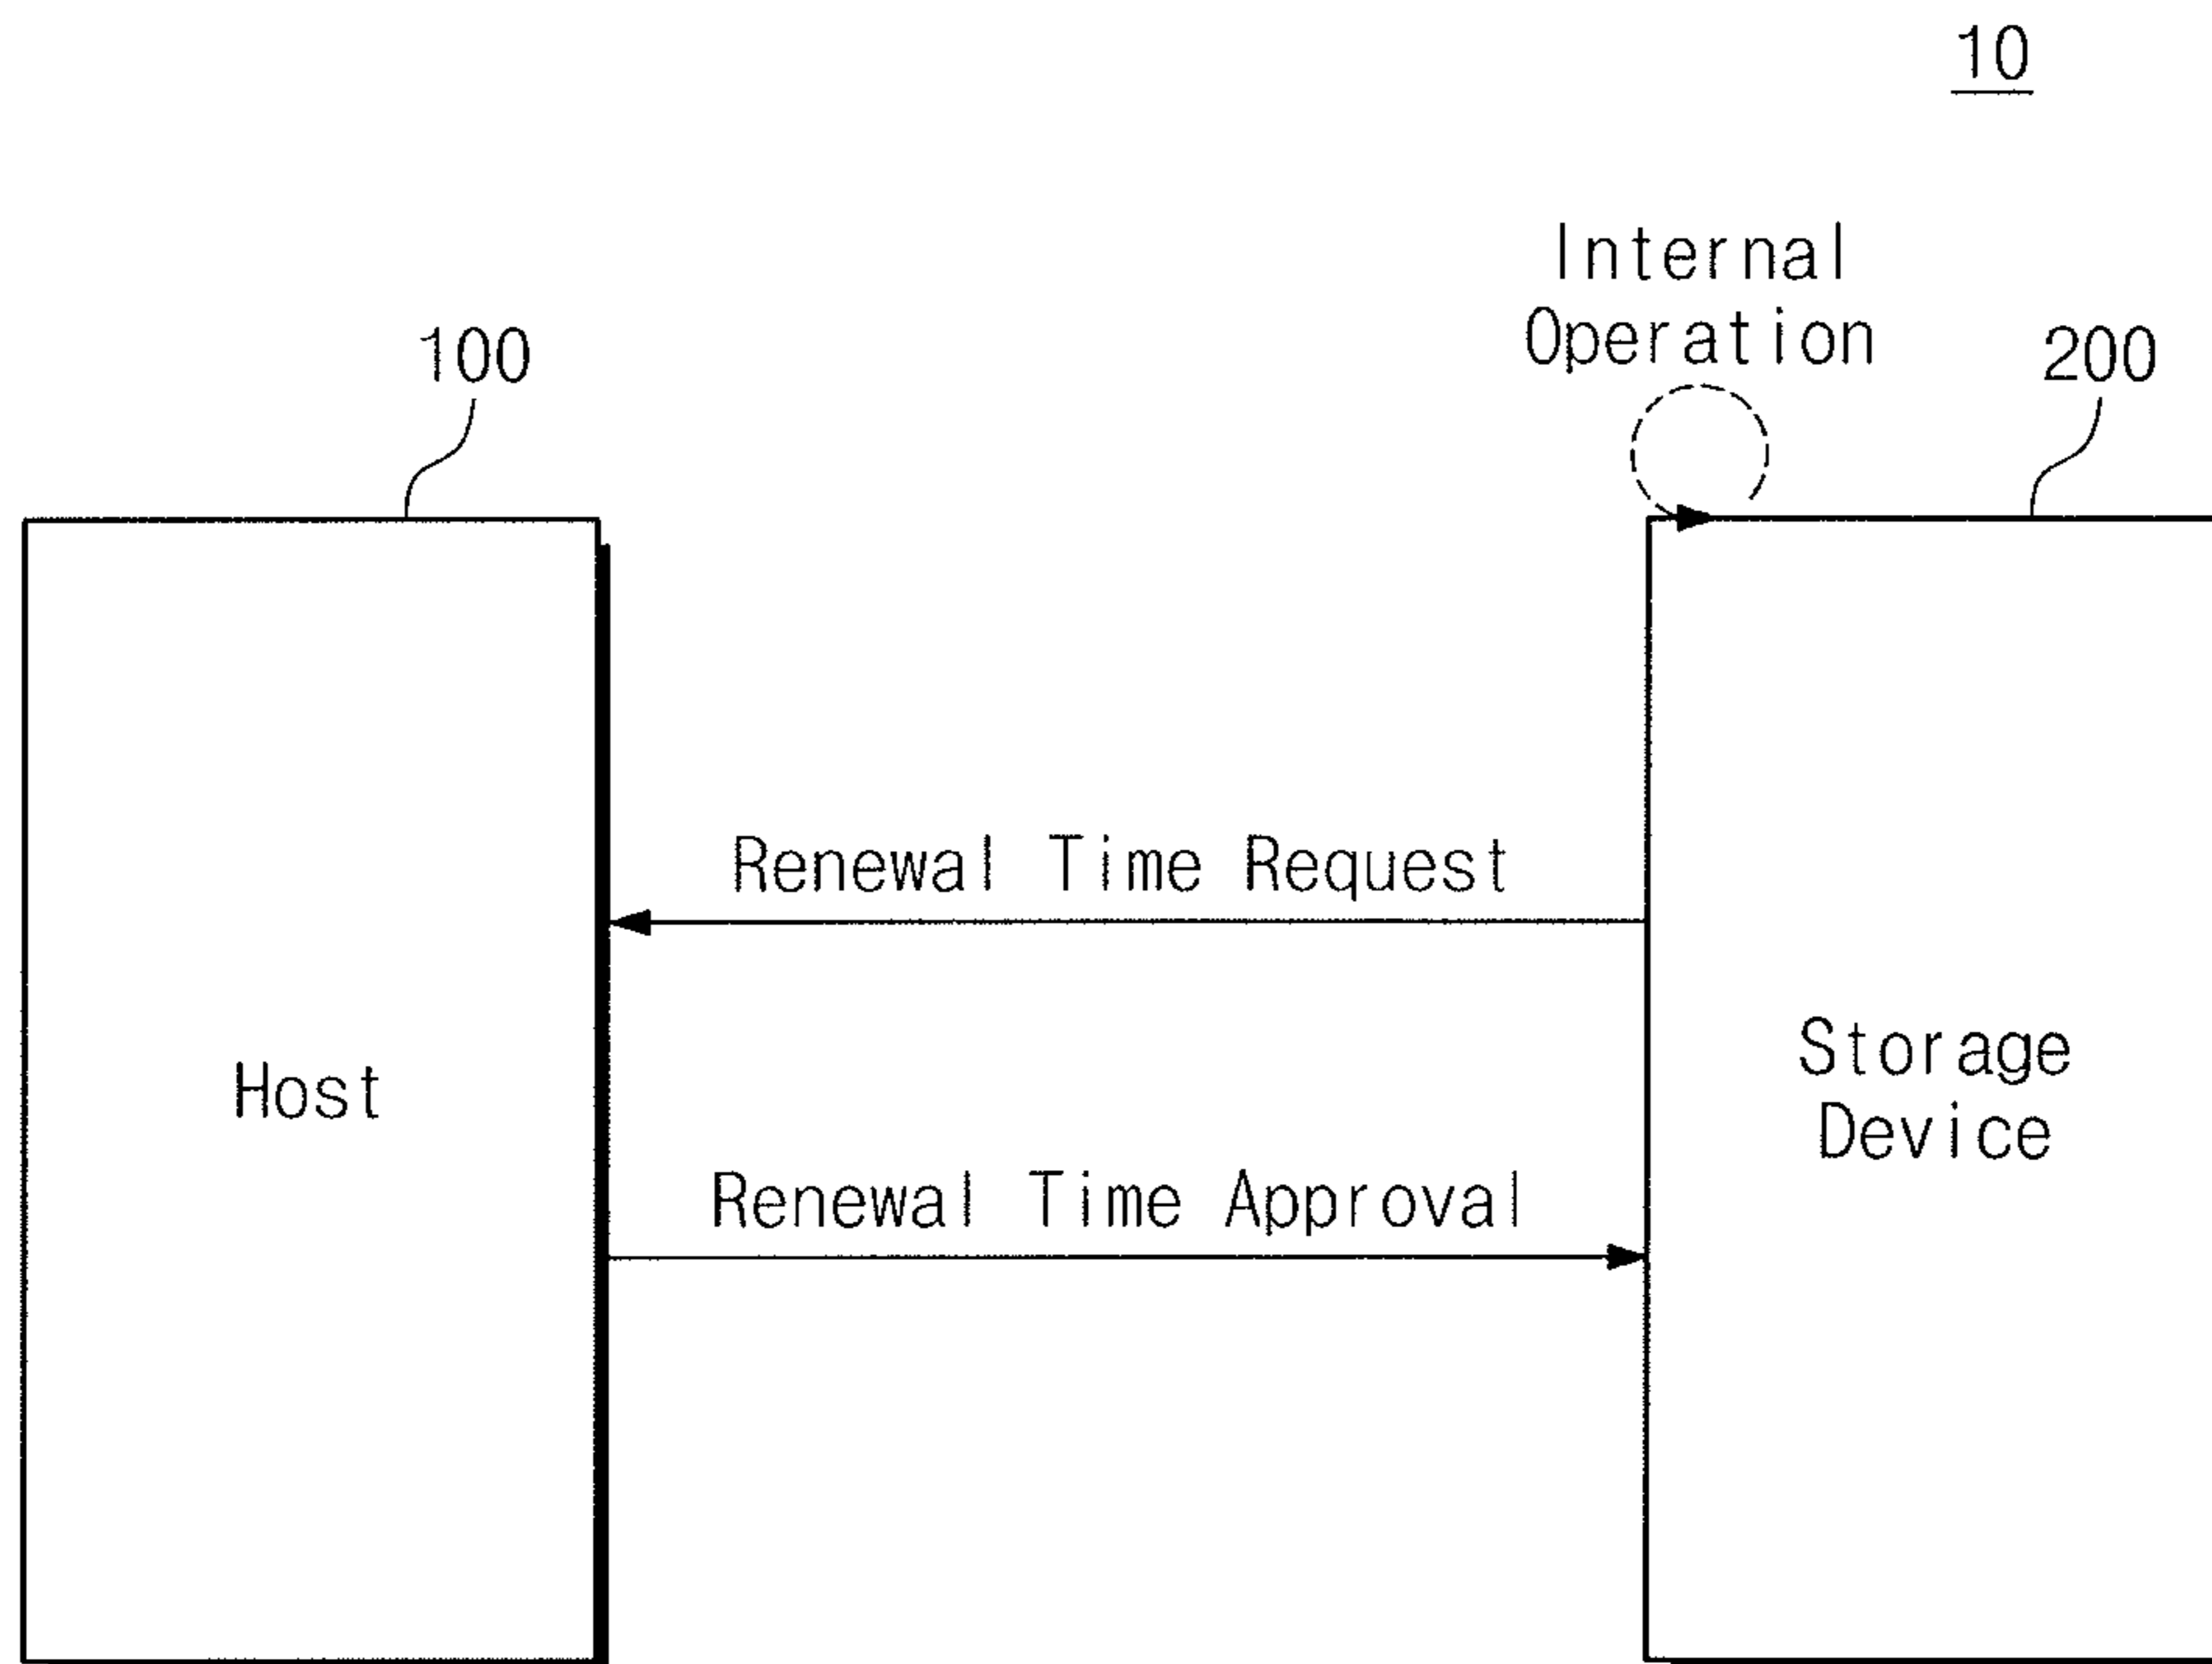 10
Internal
Operation
100
200
Renewal Time Request
Host
Storage
Device
Renewal Time Approval